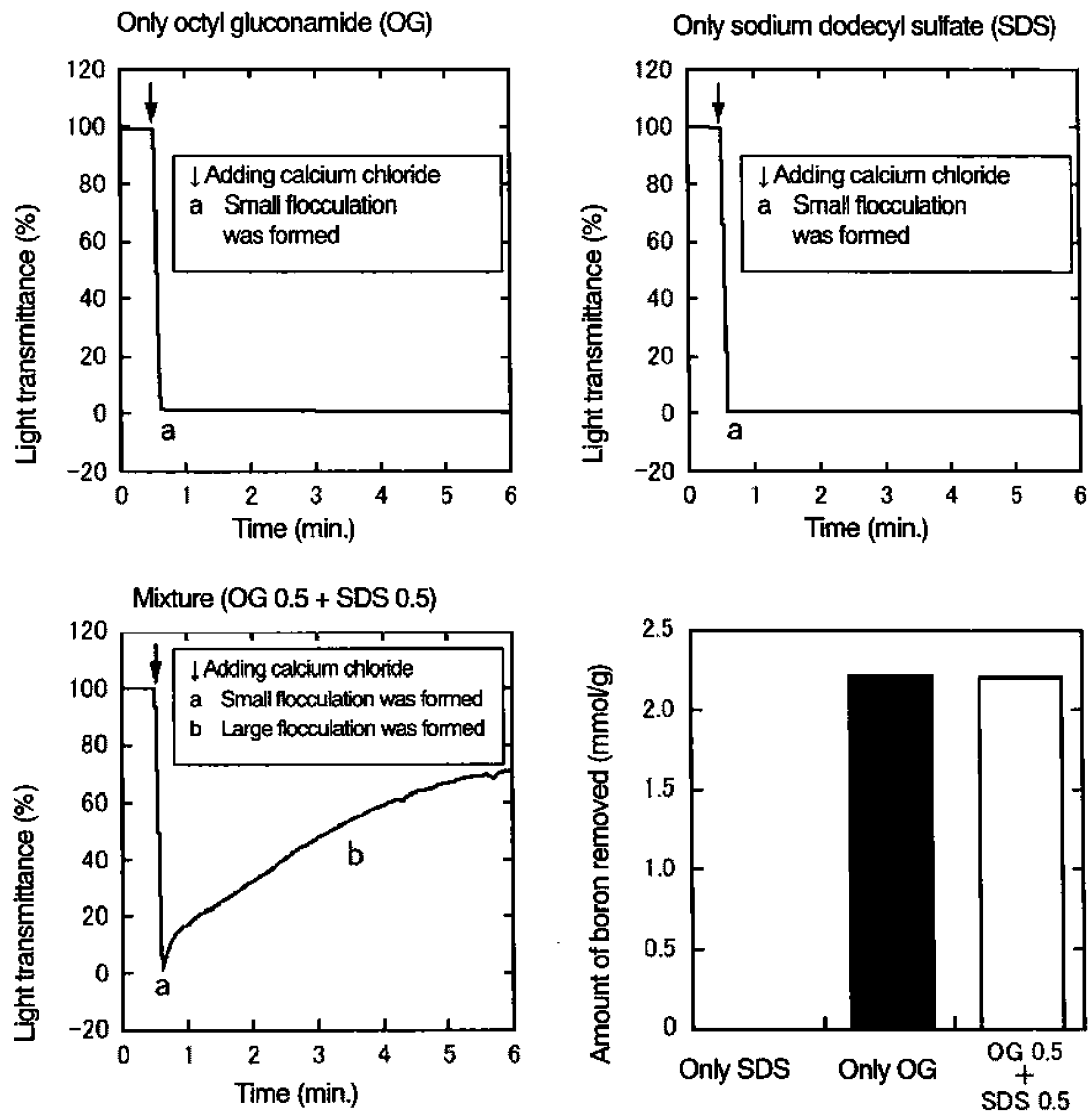 Only octyl gluconamide (OG)
120
100
80
60
40
20
0
-20
Light transmittance (%)
↓ Adding calcium chloride
a Small flocculation
was formed
a
0 1 2 3 4 5 6
Time (min.)
Only sodium dodecyl sulfate (SDS)
120
100
80
60
40
20
0
-20
Light transmittance (%)
↓ Adding calcium chloride
a Small flocculation
was formed
a
0 1 2 3 4 5 6
Time (min.)
Mixture (OG 0.5 + SDS 0.5)
120
100
80
60
40
20
0
-20
Light transmittance (%)
↓ Adding calcium chloride
a Small flocculation was formed
b Large flocculation was formed
b
a
0 1 2 3 4 5 6
Time (min.)
2.5
2.0
1.5
1.0
0.5
0
Amount of boron removed (mmol/g)
Only SDS
Only OG
OG 0.5
+
SDS 0.5